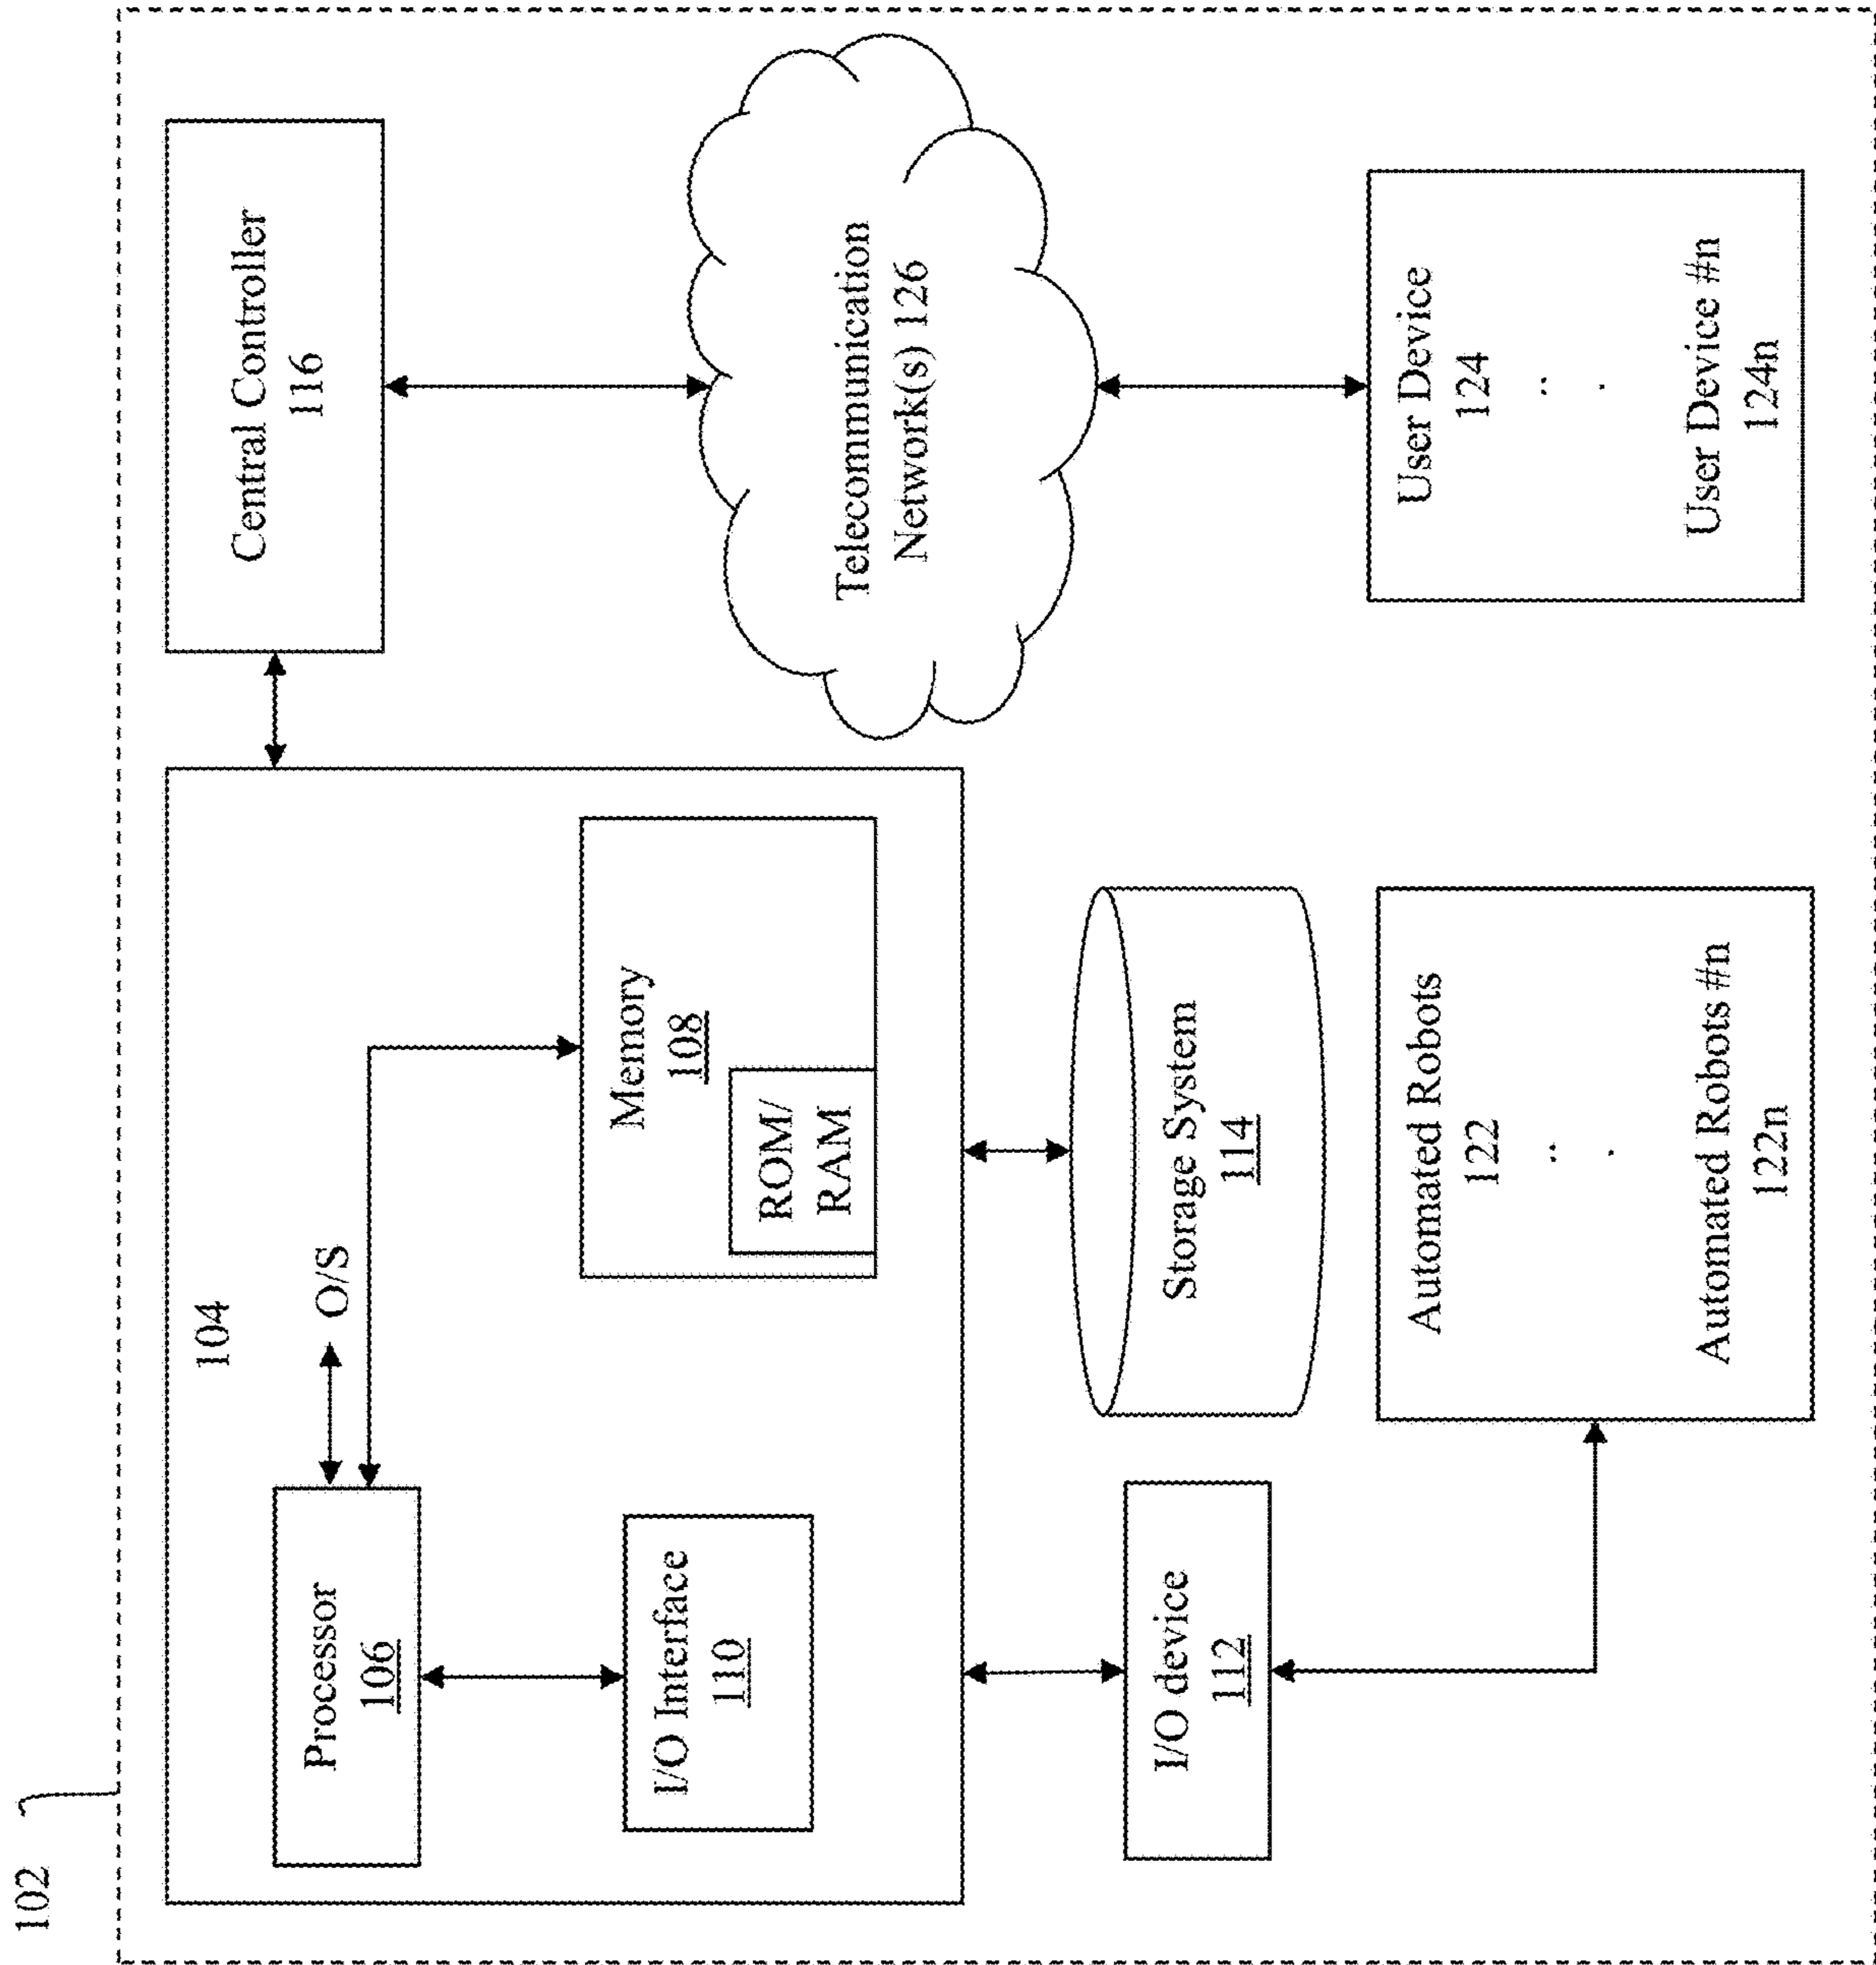 102
104
Processor
106
O/S
I/O Interface
110
Memory
108
ROM/
RAM
Central Controller
116
I/O device
112
Storage System
114
Telecommunication
Network(s) 126
Automated Robots
122
Automated Robots #n
122n
User Device
124
User Device #n
124n